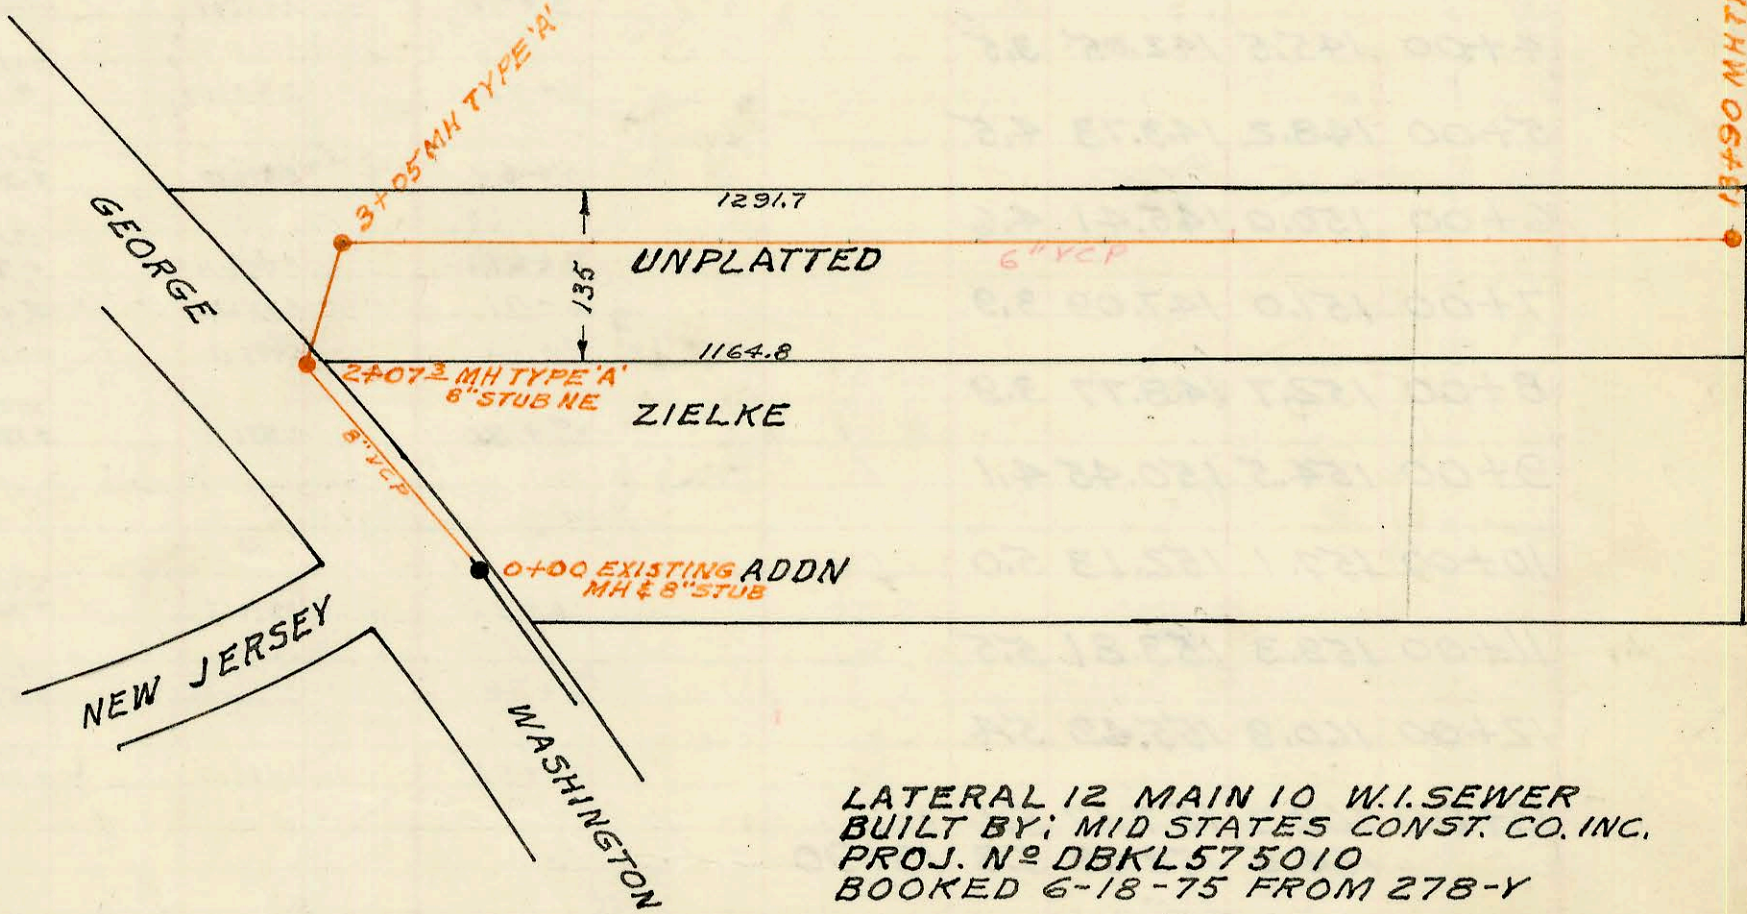 3+05 MH TYPE 'A'
13+90 MH
GEORGE
1291.7
135
UNPLATTED
6" VCP
1164.8
2+07³ MH TYPE 'A'
8" STUB NE
ZIELKE
8" VCP
0+00 EXISTING
MH & 8" STUB
ADDN
NEW JERSEY
WASHINGTON
LATERAL 12 MAIN 10 W.I. SEWER
BUILT BY: MID STATES CONST. CO. INC.
PROJ. Nº DBKL575010
BOOKED 6-18-75 FROM 278-Y